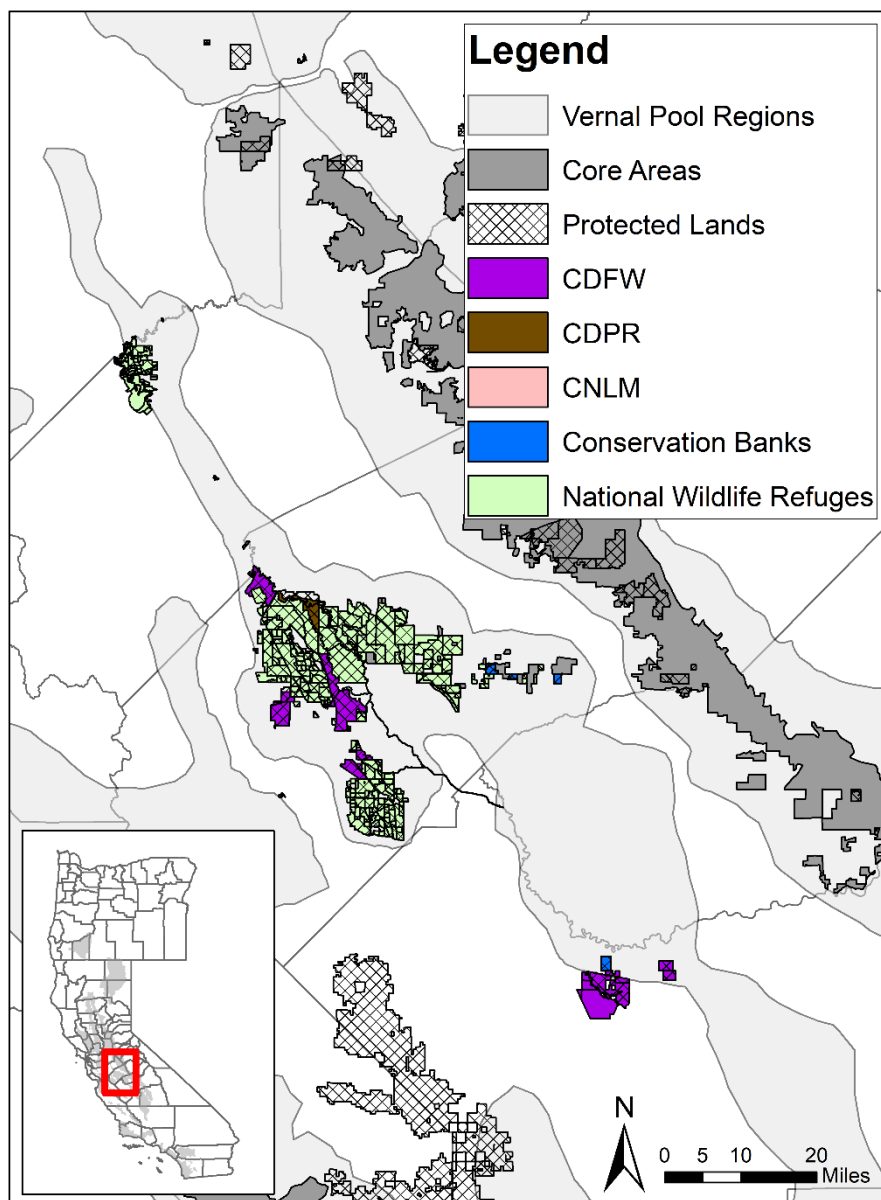 Legend
Vernal Pool Regions
Core Areas
Protected Lands
CDFW
CDPR
CNLM
Conservation Banks
National Wildlife Refuges
N
0 5 10 20
Miles